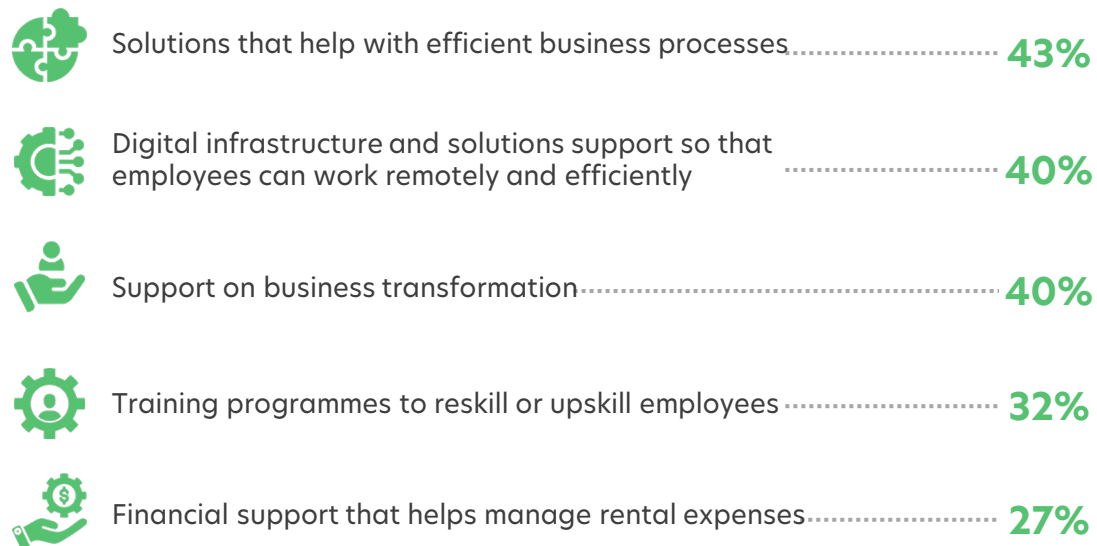 Solutions that help with efficient business processes 43%
Digital infrastructure and solutions support so that
employees can work remotely and efficiently 40%
Support on business transformation 40%
Training programmes to reskill or upskill employees 32%
$
Financial support that helps manage rental expenses 27%